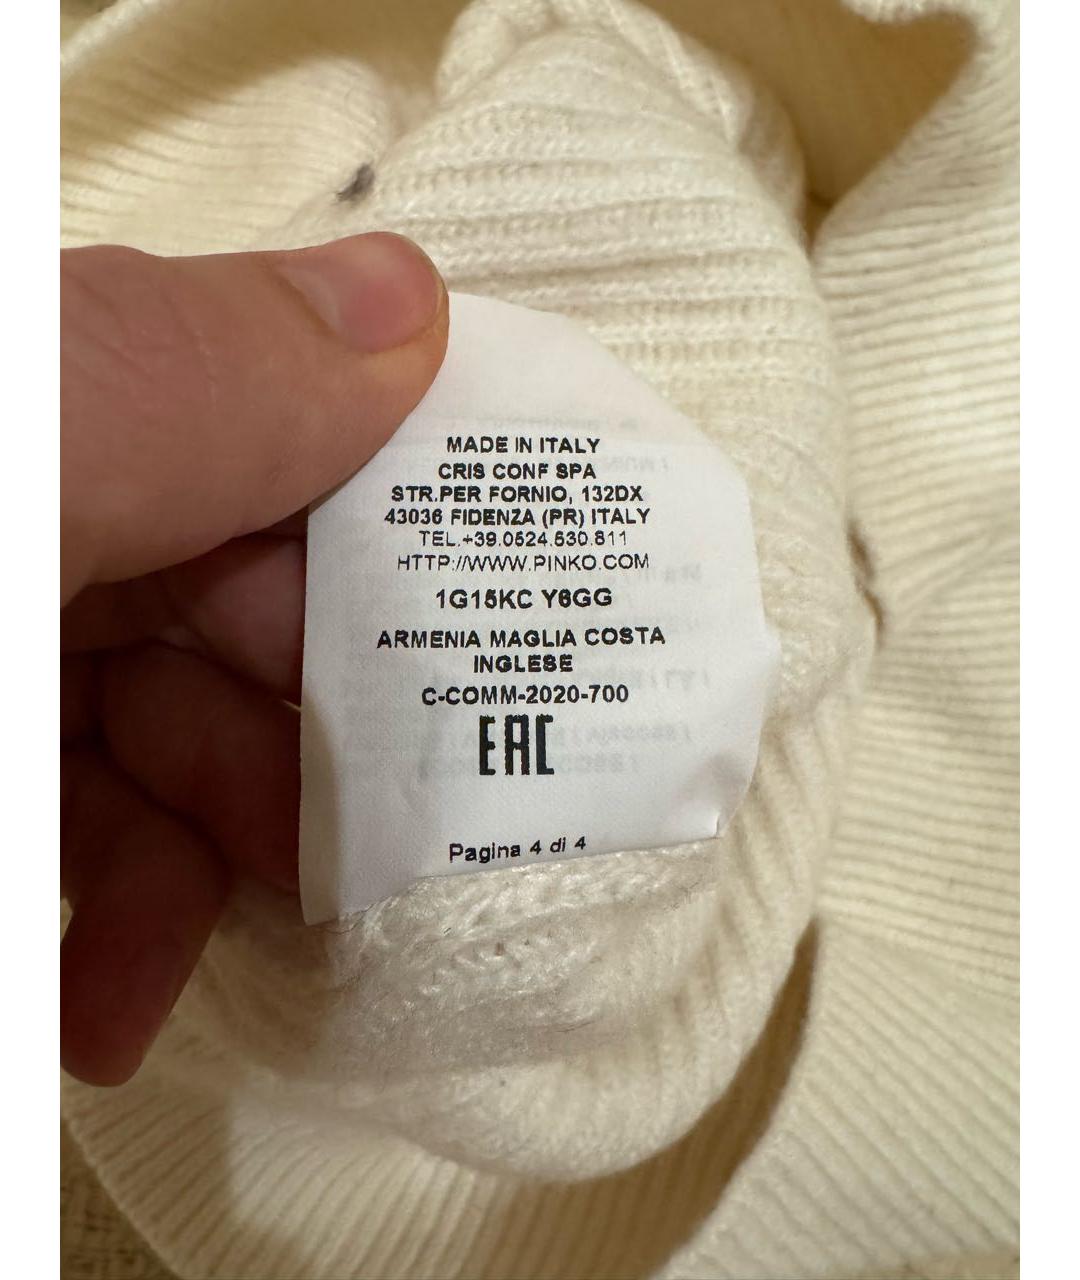 MADE IN ITALY
CRIS CONF SPA
STR.PER FORNIO, 132DX
43036 FIDENZA (PR) ITALY
TEL.+39.0524.530.811
HTTP://WWW.PINKO.COM
1G15KC Y6GG
ARMENIA MAGLIA COSTA
INGLESE
C-COMM-2020-700
EAC
Pagina 4 di 4